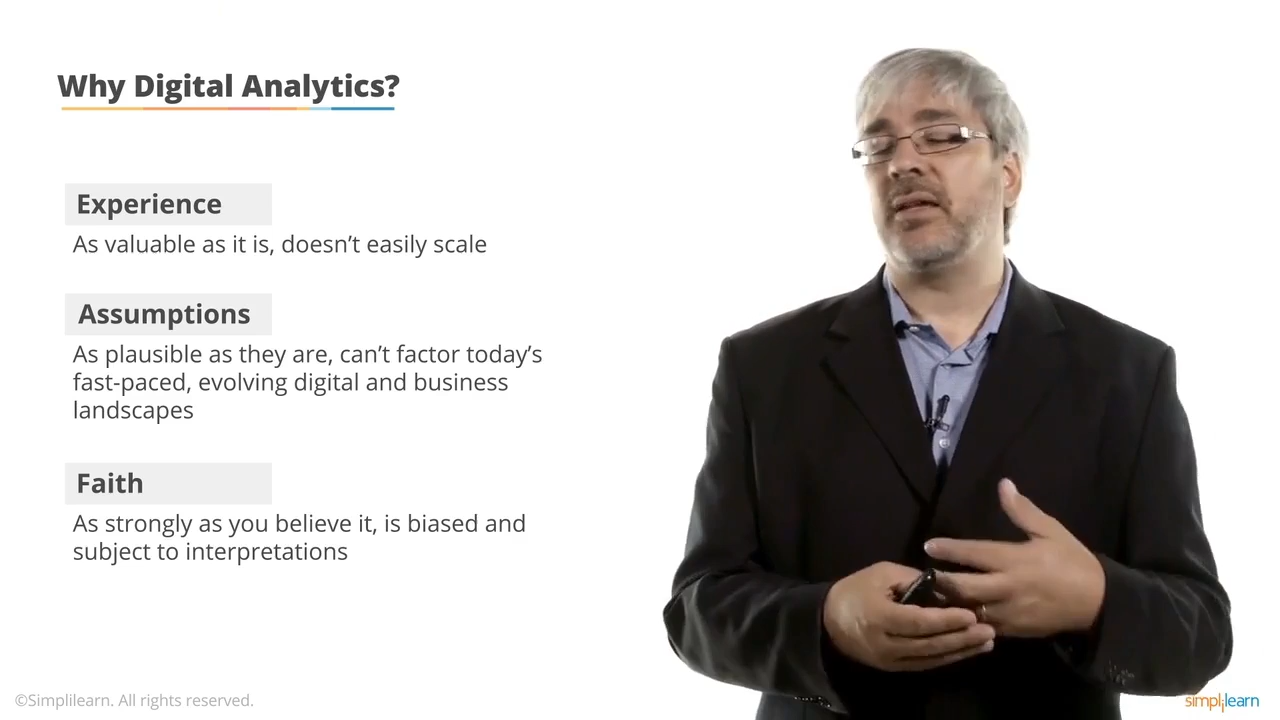 Why Digital Analytics?
Experience
As valuable as it is, doesn’t easily scale
Assumptions
As plausible as they are, can’t factor today’s
fast-paced, evolving digital and business
landscapes
Faith
As strongly as you believe it, is biased and
subject to interpretations
©Simplilearn. All rights reserved.
simplilearn